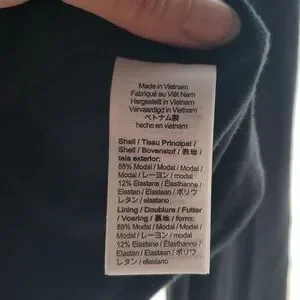 Made in Vietnam
Fabriqué au Viêt Nam
Hergestellt in Vietnam
Vervaardigd in Vietnam
ベトナム製
hecho en vietnam
Shell / Tissu Principal /
Shell / Bovenstof / 表地 /
tela exterior:
88% Modal / Modal / Modal /
Modal / レーヨン / modal
12% Elastane / Élasthanne /
Elastan / Elastaan / ポリウ
レタン / elastano
Lining / Doublure / Futter
/ Voering / 裏地 / forro:
88% Modal / Modal / Modal /
Modal / レーヨン / modal
12% Elastane / Élasthanne /
Elastan / Elastaan / ポリウ
レタン / elastano